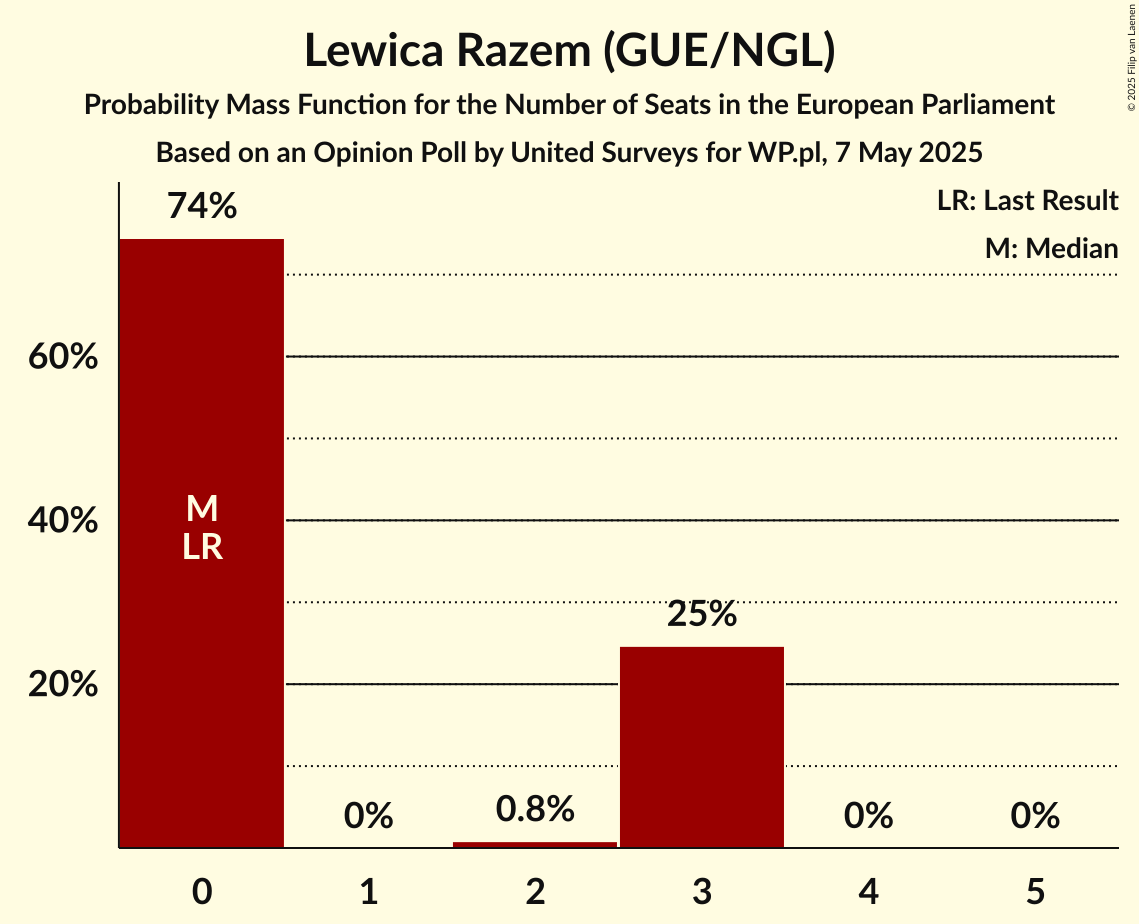 Lewica Razem (GUE/NGL)
Probability Mass Function for the Number of Seats in the European Parliament
Based on an Opinion Poll by United Surveys for WP.pl, 7 May 2025
© 2025 Filip van Laenen
LR: Last Result
M: Median
74%
60%
M
40%
LR
25%
20%
0%
0.8%
0%
0%
0 1 2 3 4 5